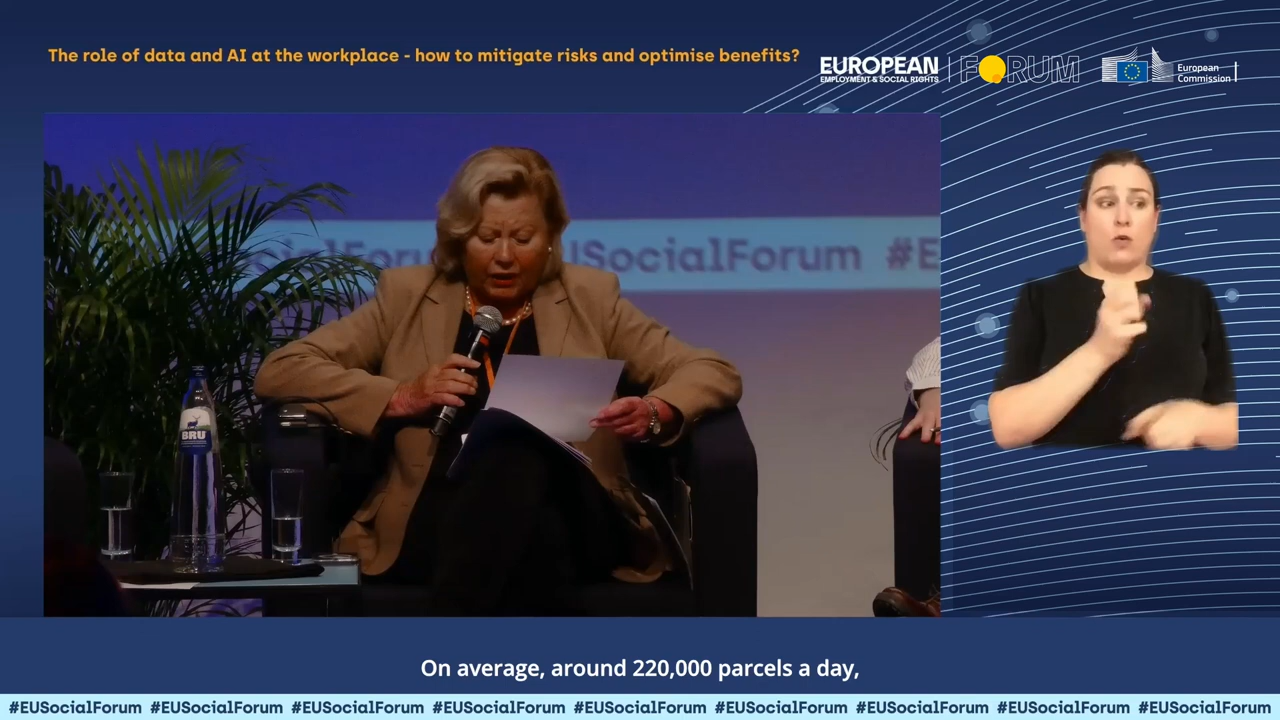 The role of data and AI at the workplace - how to mitigate risks and optimise benefits?
EUROPEAN
EMPLOYMENT & SOCIAL RIGHTS
FORUM
European
Commission
#E
USocialForum
BRU
On average, around 220,000 parcels a day,
#EUSocialForum #EUSocialForum #EUSocialForum #EUSocialForum #EUSocialForum #EUSocialForum #EUSocialForum #EUSocialForum #EUSocialForum